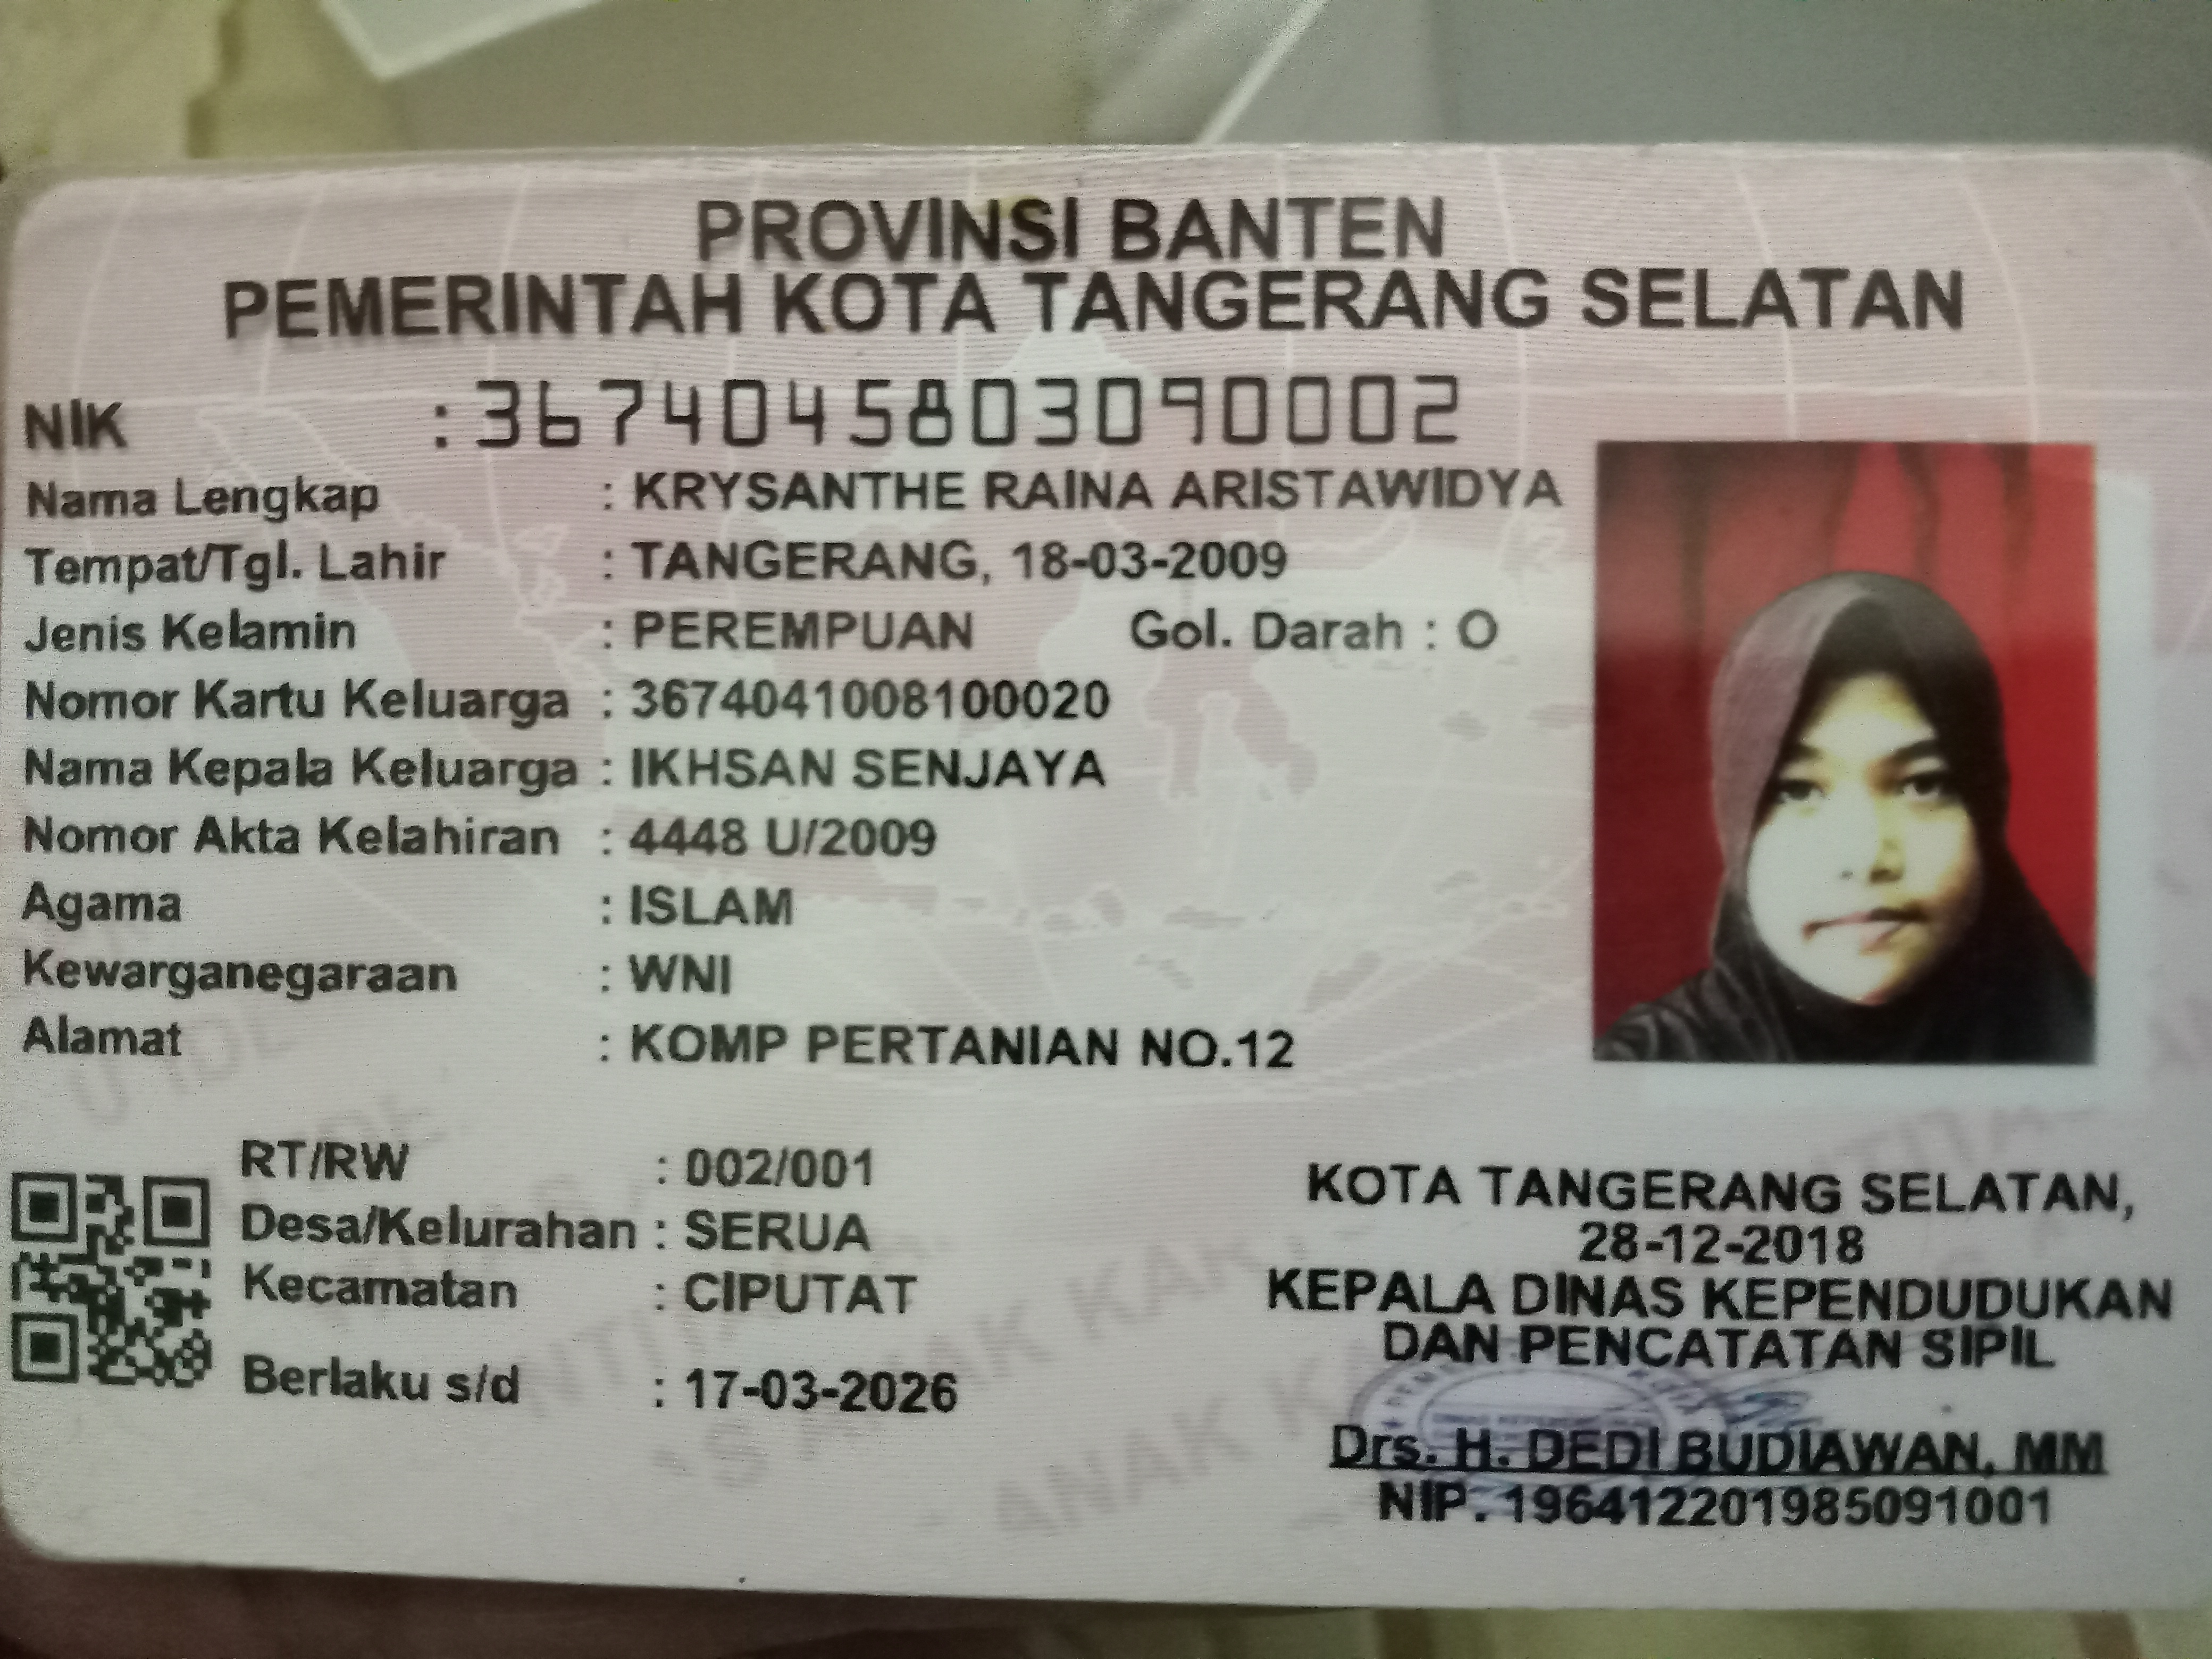 PROVINSI BANTEN
PEMERINTAH KOTA TANGERANG SELATAN
NIK : 3674045803090002
Nama Lengkap : KRYSANTHE RAINA ARISTAWIDYA
Tempat/Tgl. Lahir : TANGERANG, 18-03-2009
Jenis Kelamin : PEREMPUAN Gol. Darah : O
Nomor Kartu Keluarga : 3674041008100020
Nama Kepala Keluarga : IKHSAN SENJAYA
Nomor Akta Kelahiran : 4448 U/2009
Agama : ISLAM
Kewarganegaraan : WNI
Alamat : KOMP PERTANIAN NO.12
RT/RW : 002/001
Desa/Kelurahan : SERUA
Kecamatan : CIPUTAT
Berlaku s/d : 17-03-2026
KOTA TANGERANG SELATAN,
28-12-2018
KEPALA DINAS KEPENDUDUKAN
DAN PENCATATAN SIPIL
Drs. H. DEDI BUDIAWAN, MM
NIP. 196412201985091001